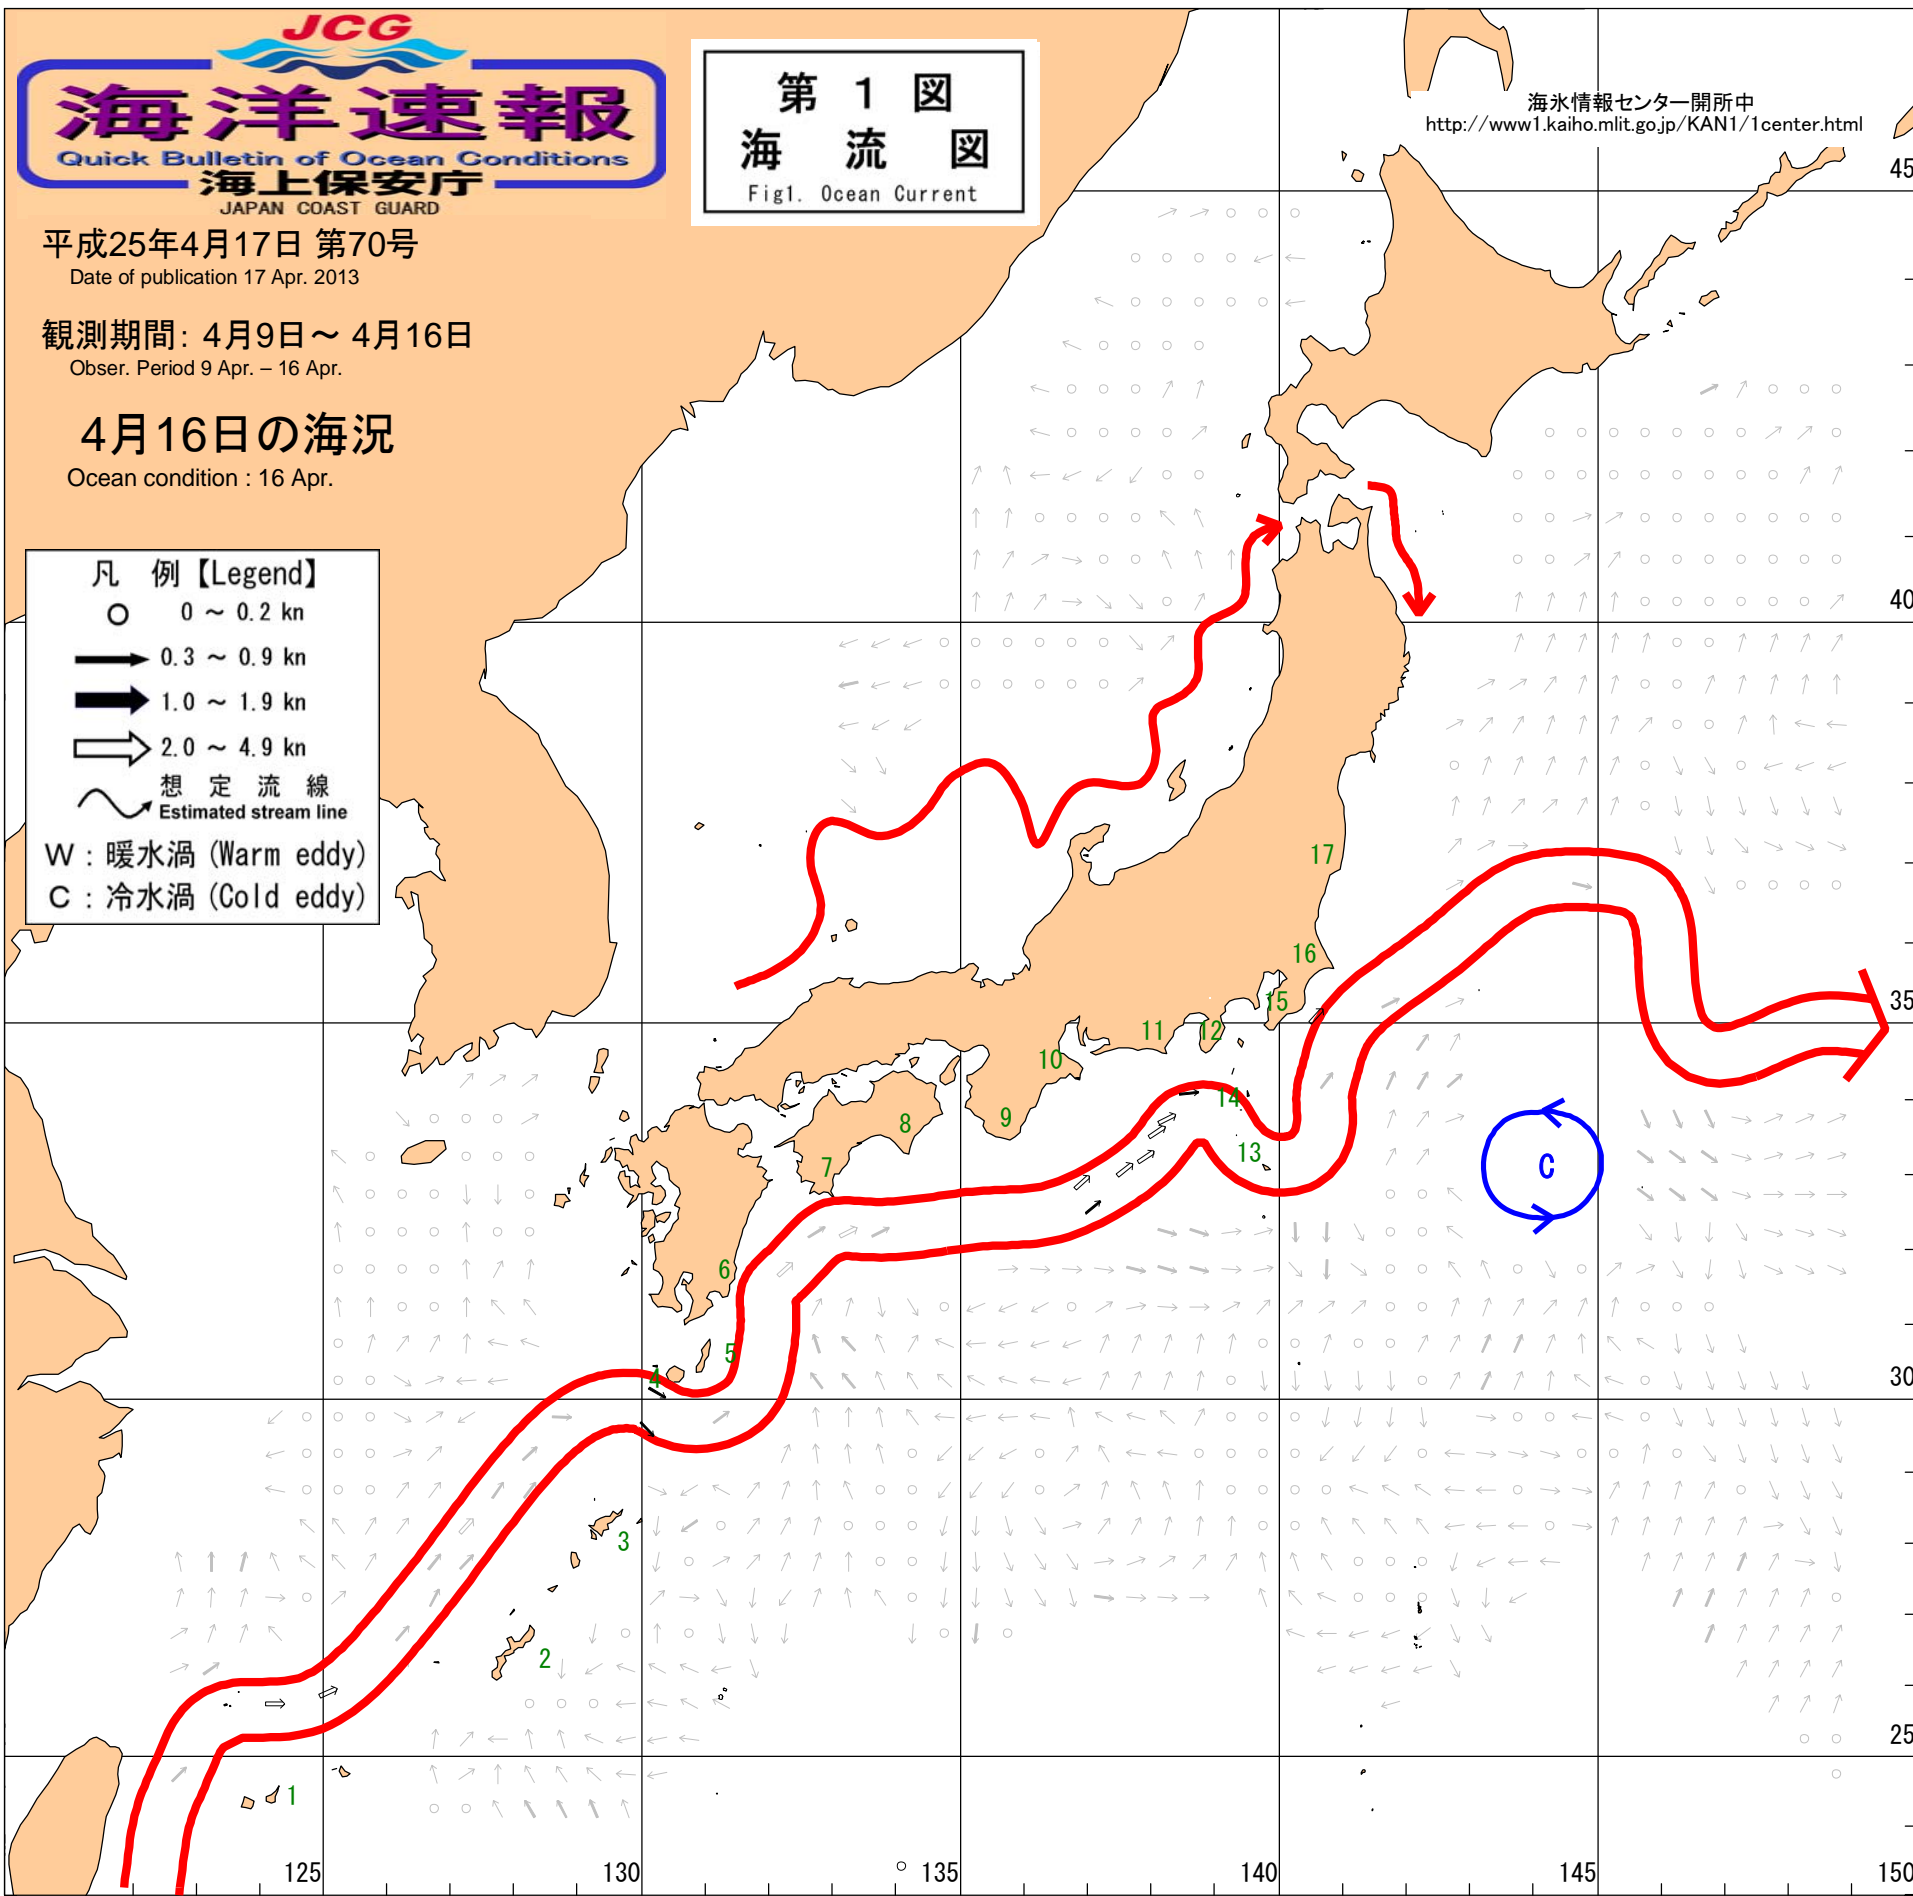 JCG
海洋速報
Quick Bulletin of Ocean Conditions
海上保安庁
JAPAN COAST GUARD
第 1 図
海 流 図
Fig1. Ocean Current
海氷情報センター開所中
http://www1.kaiho.mlit.go.jp/KAN1/1center.html
平成25年4月17日 第70号
Date of publication 17 Apr. 2013
観測期間: 4月9日～ 4月16日
Obser. Period 9 Apr. – 16 Apr.
4月16日の海況
Ocean condition : 16 Apr.
凡 例【Legend】
0 ～ 0.2 kn
0.3 ～ 0.9 kn
1.0 ～ 1.9 kn
2.0 ～ 4.9 kn
想 定 流 線
Estimated stream line
W : 暖水渦 (Warm eddy)
C : 冷水渦 (Cold eddy)
45
40
17
16
35
15
12
11
10
14
9
8
13
7
C
6
5
4
30
3
2
25
1
125
130
135
140
145
150